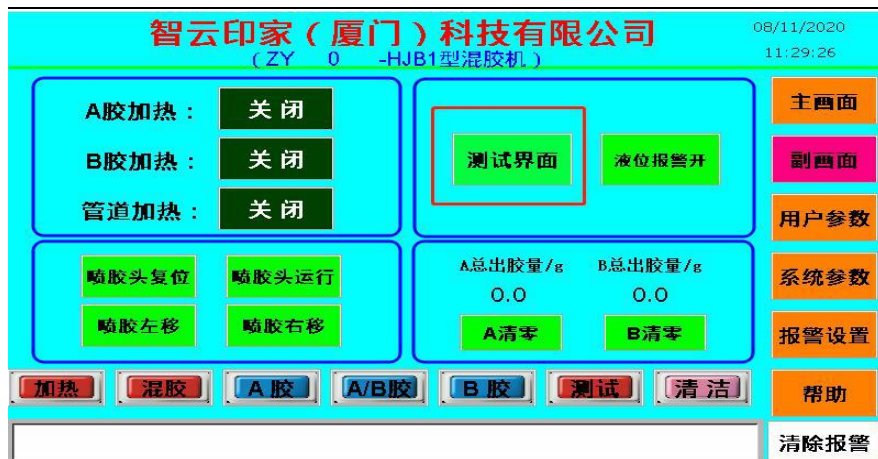 智云印家（厦门）科技有限公司
（ZY 0 -HJB1型混胶机）
08/11/2020
11:29:26
A胶加热： 关 闭
B胶加热： 关 闭
管道加热： 关 闭
测试界面 液位报警开
喷胶头复位 喷胶头运行
喷胶左移 喷胶右移
A总出胶量/g B总出胶量/g
0.0 0.0
A清零 B清零
主画面
副画面
用户参数
系统参数
报警设置
帮助
清除报警
加热 混胶 A 胶 A/B胶 B 胶 测试 清 洁